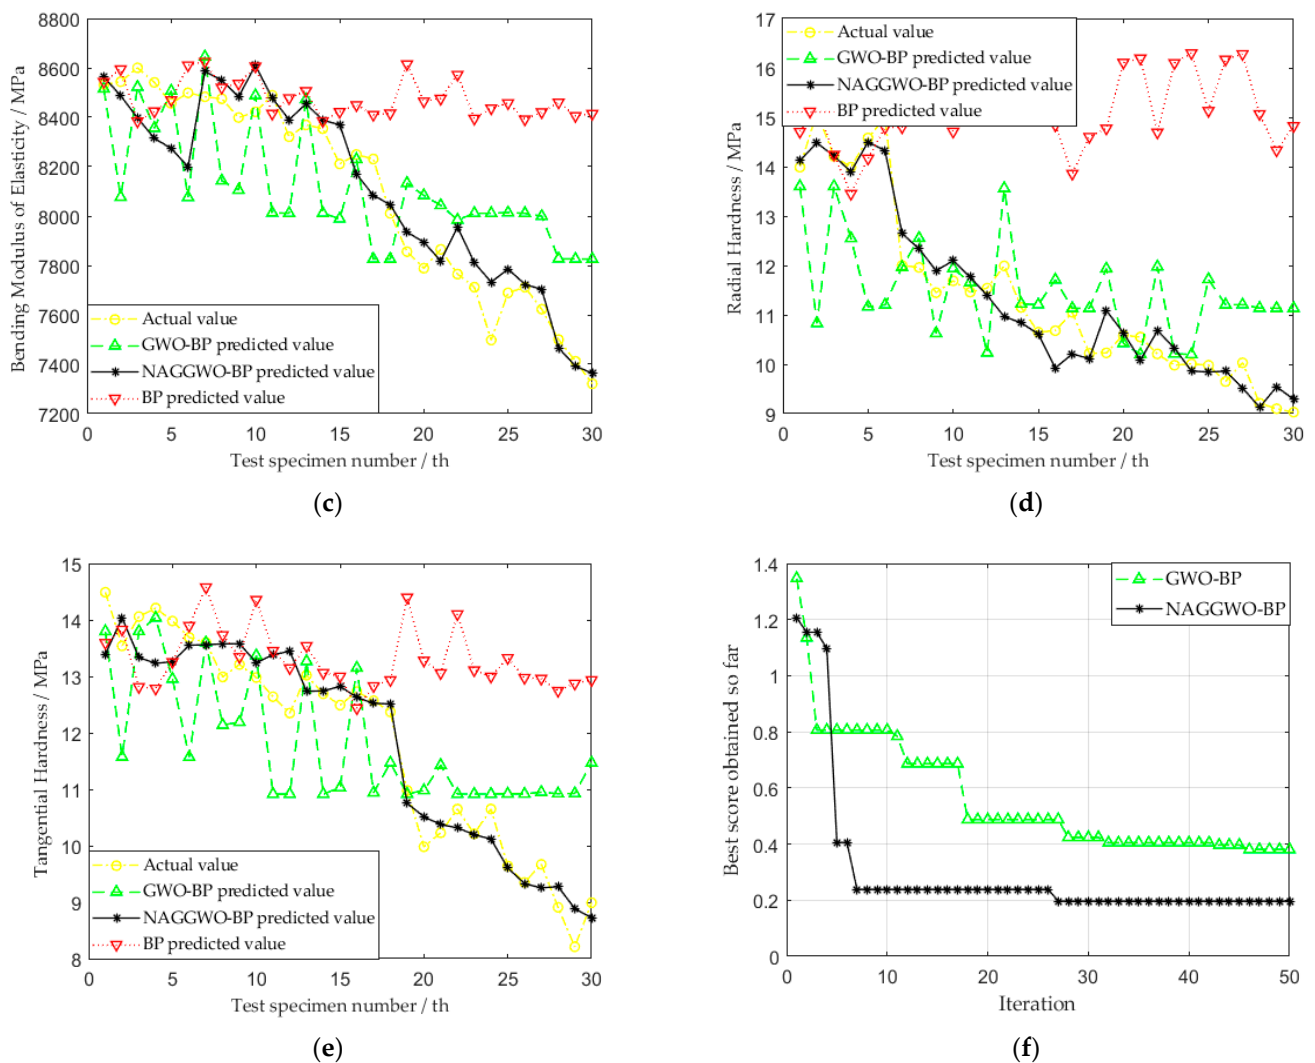 8800
8600
8400
8200
8000
7800
7600
7400
7200
Bending Modulus of Elasticity / MPa
Actual value
GWO-BP predicted value
NAGGWO-BP predicted value
BP predicted value
0 5 10 15 20 25 30
Test specimen number / th
(c)
17
16
15
14
13
12
11
10
9
Radial Hardness / MPa
Actual value
GWO-BP predicted value
NAGGWO-BP predicted value
BP predicted value
0 5 10 15 20 25 30
Test specimen number / th
(d)
15
14
13
12
11
10
9
8
Tangential Hardness / MPa
Actual value
GWO-BP predicted value
NAGGWO-BP predicted value
BP predicted value
0 5 10 15 20 25 30
Test specimen number / th
(e)
1.4
1.2
1
0.8
0.6
0.4
0.2
0
Best score obtained so far
GWO-BP
NAGGWO-BP
0 10 20 30 40 50
Iteration
(f)